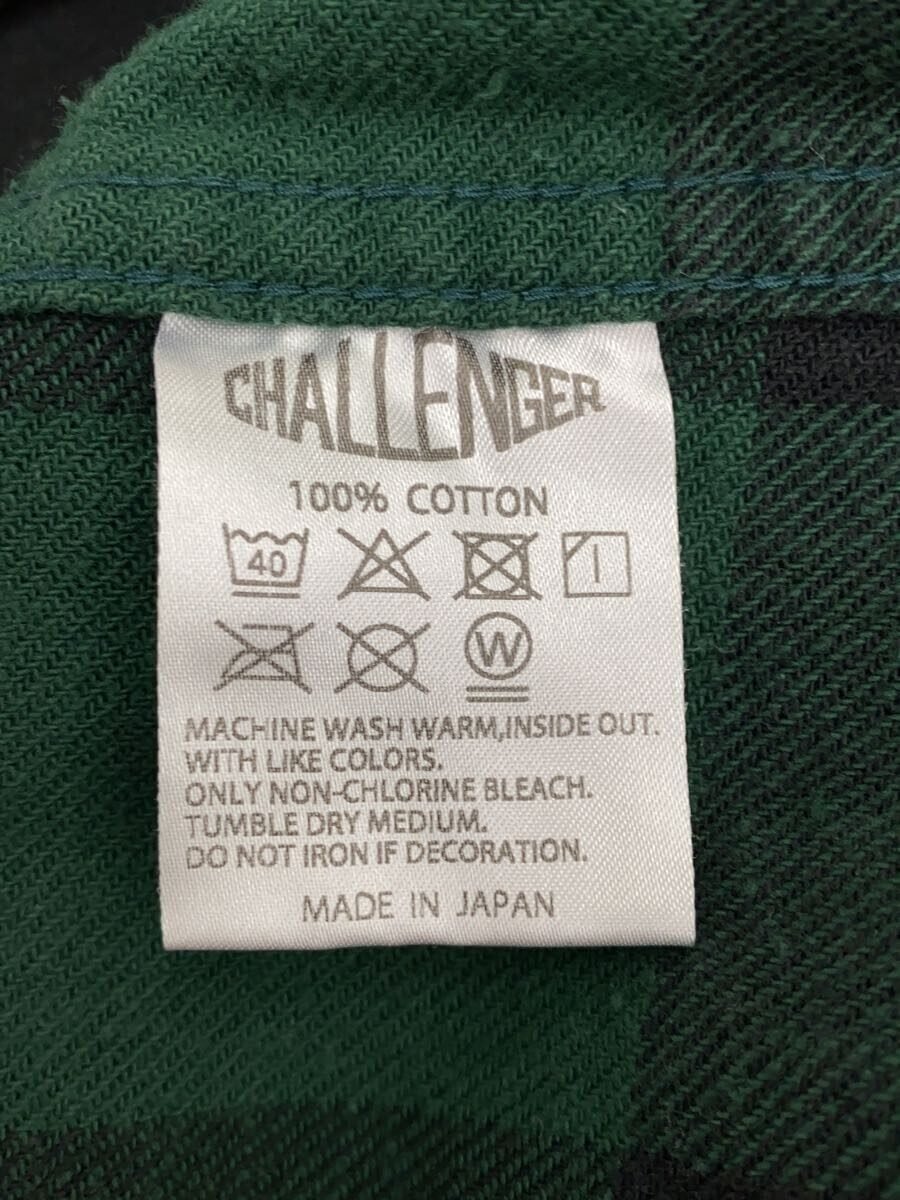 CHALLENGER
100% COTTON
40
W
MACHINE WASH WARM,INSIDE OUT.
WITH LIKE COLORS.
ONLY NON-CHLORINE BLEACH.
TUMBLE DRY MEDIUM.
DO NOT IRON IF DECORATION.
MADE IN JAPAN